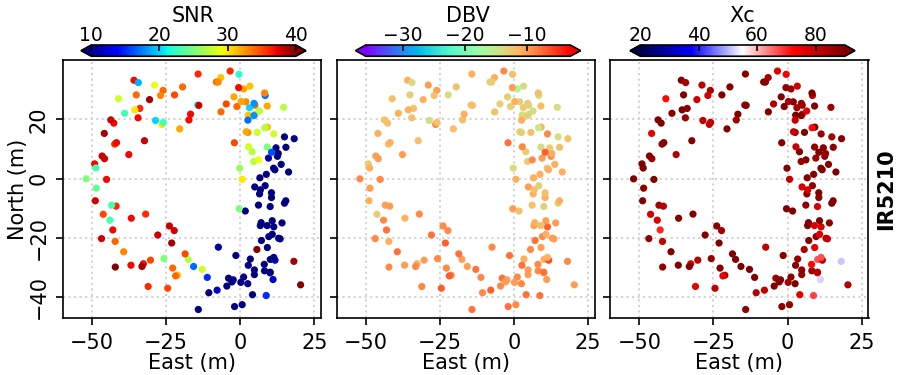 SNR DBV Xc
10 20 30 40 −30 −20 −10 20 40 60 80
North (m)
20
0
−20
−40
−50 −25 0 25 −50 −25 0 25 −50 −25 0 25
East (m) East (m) East (m)
IR5210